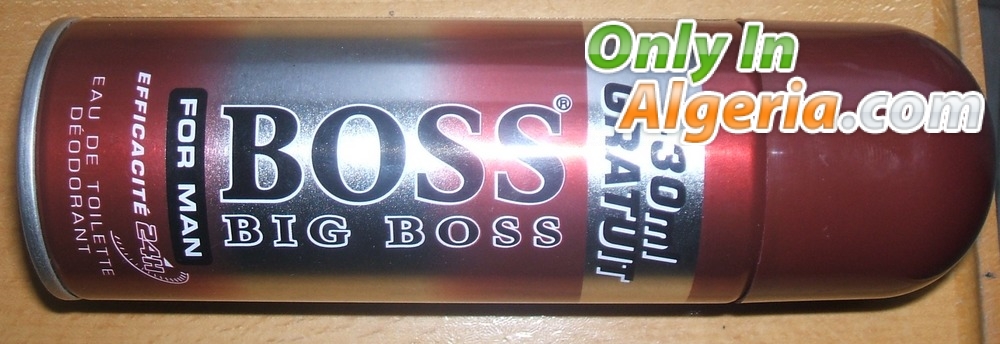 BOSS®
BIG BOSS
FOR MAN
EFFICACITÉ 24H
EAU DE TOILETTE
DÉODORANT
30ml
GRATUIT
Only In
Algeria.com